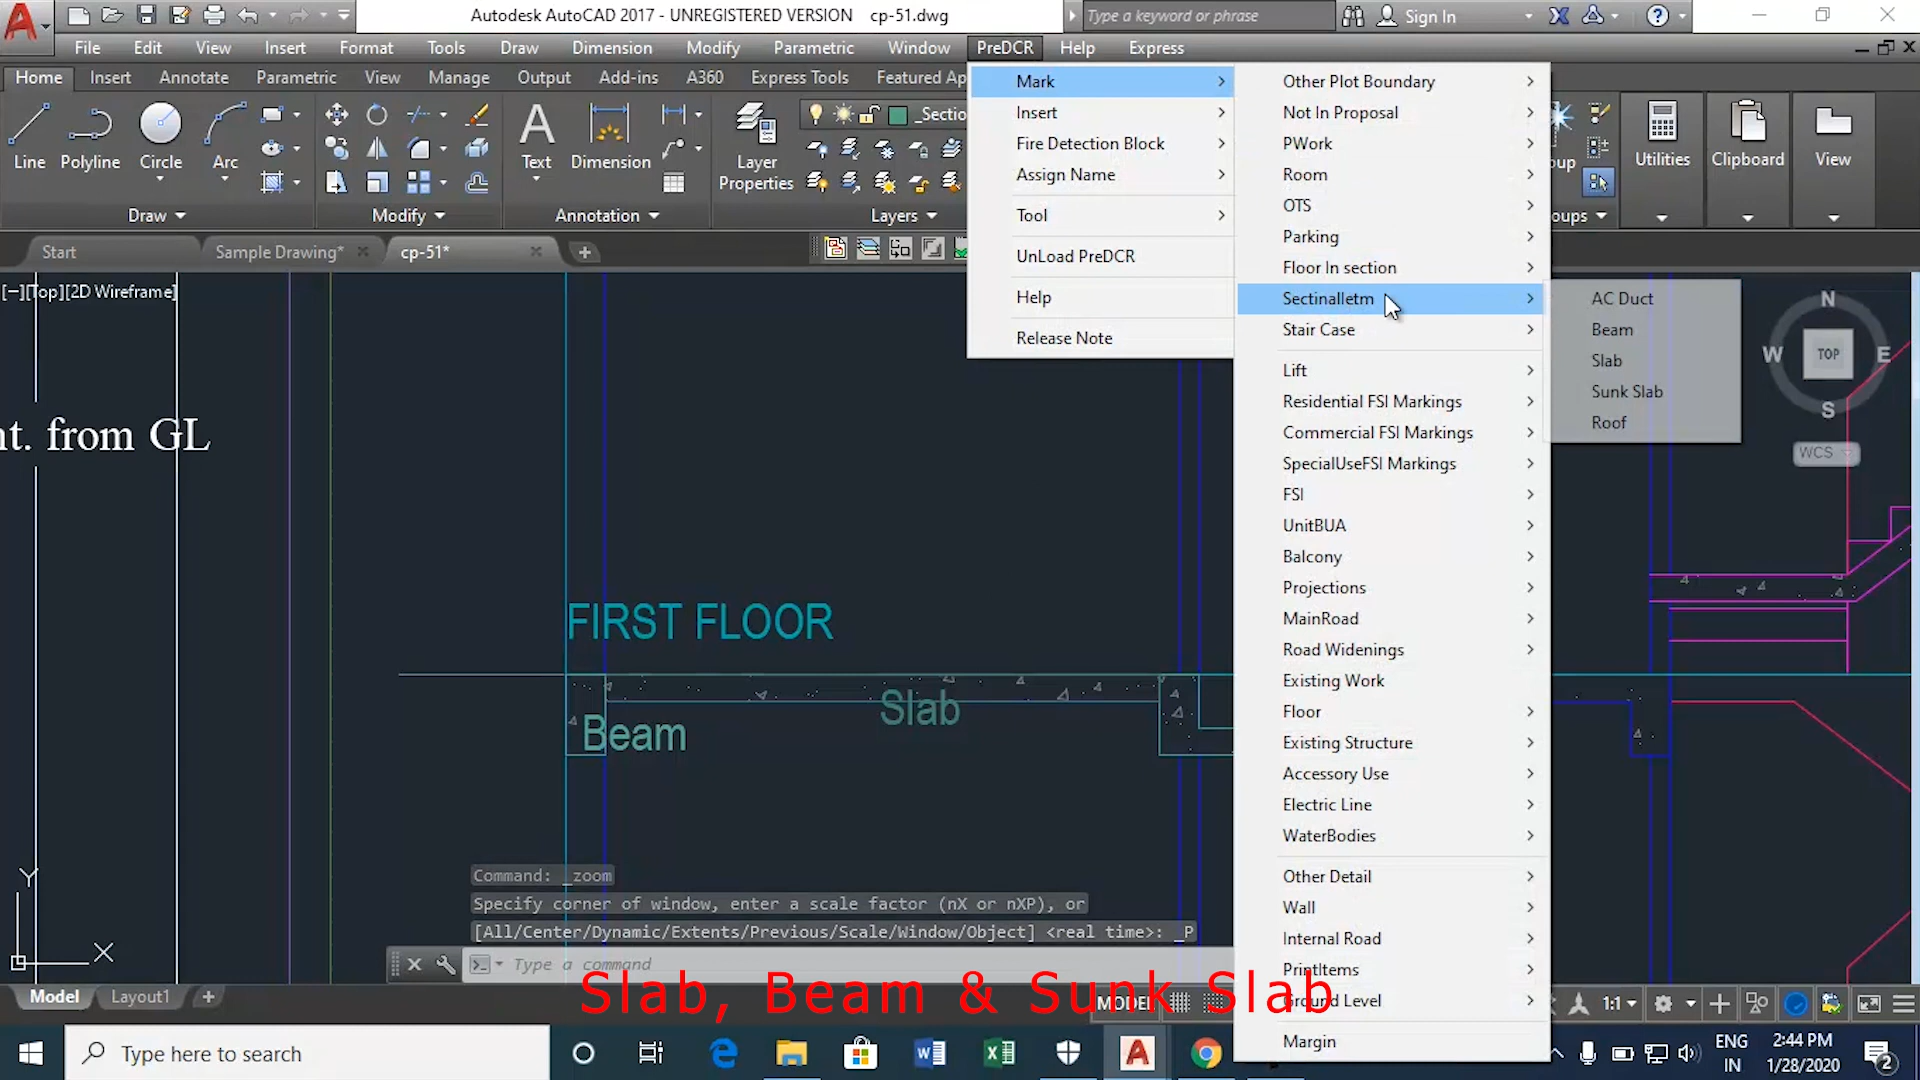 Autodesk AutoCAD 2017 - UNREGISTERED VERSION cp-51.dwg
Type a keyword or phrase
Sign In
File Edit View Insert Format Tools Draw Dimension Modify Parametric Window PreDCR Help Express
Home Insert Annotate Parametric View Manage Output Add-ins A360 Express Tools Featured Ap
Line Polyline Circle Arc
Text Dimension
Layer Properties
_Sectio
Utilities Clipboard View
Draw Modify Annotation Layers
oup
oups
Start Sample Drawing* cp-51*
[−][Top][2D Wireframe]
Mark
Insert
Fire Detection Block
Assign Name
Tool
UnLoad PreDCR
Help
Release Note
Other Plot Boundary
Not In Proposal
PWork
Room
OTS
Parking
Floor In section
Sectinalletm
Stair Case
Lift
Residential FSI Markings
Commercial FSI Markings
SpecialUseFSI Markings
FSI
UnitBUA
Balcony
Projections
MainRoad
Road Widenings
Existing Work
Floor
Existing Structure
Accessory Use
Electric Line
WaterBodies
Other Detail
Wall
Internal Road
PrintItems
Ground Level
Margin
AC Duct
Beam
Slab
Sunk Slab
Roof
N
W TOP E
S
WCS
nt. from GL
FIRST FLOOR
Slab
Beam
Y
X
Command: _zoom
Specify corner of window, enter a scale factor (nX or nXP), or
[All/Center/Dynamic/Extents/Previous/Scale/Window/Object] <real time>: _P
Type a command
Slab, Beam & Sunk Slab
Model Layout1
MODEL
1:1
Type here to search
ENG
IN
2:44 PM
1/28/2020
2